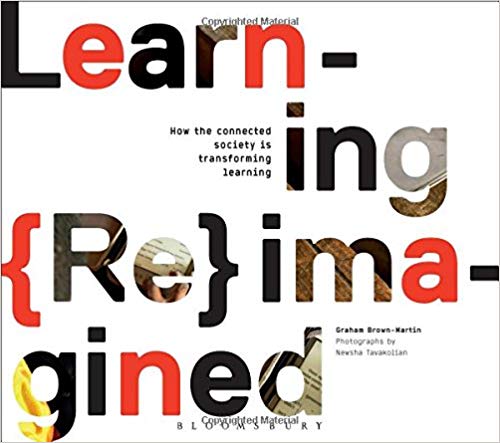 Copyrighted Material
Learn-
How the connected
society is
transforming
learning
ing
{Re}ima-
Graham Brown-Martin
Photographs by
Newsha Tavakolian
gined
BLOOMSBURY
Copyrighted Material